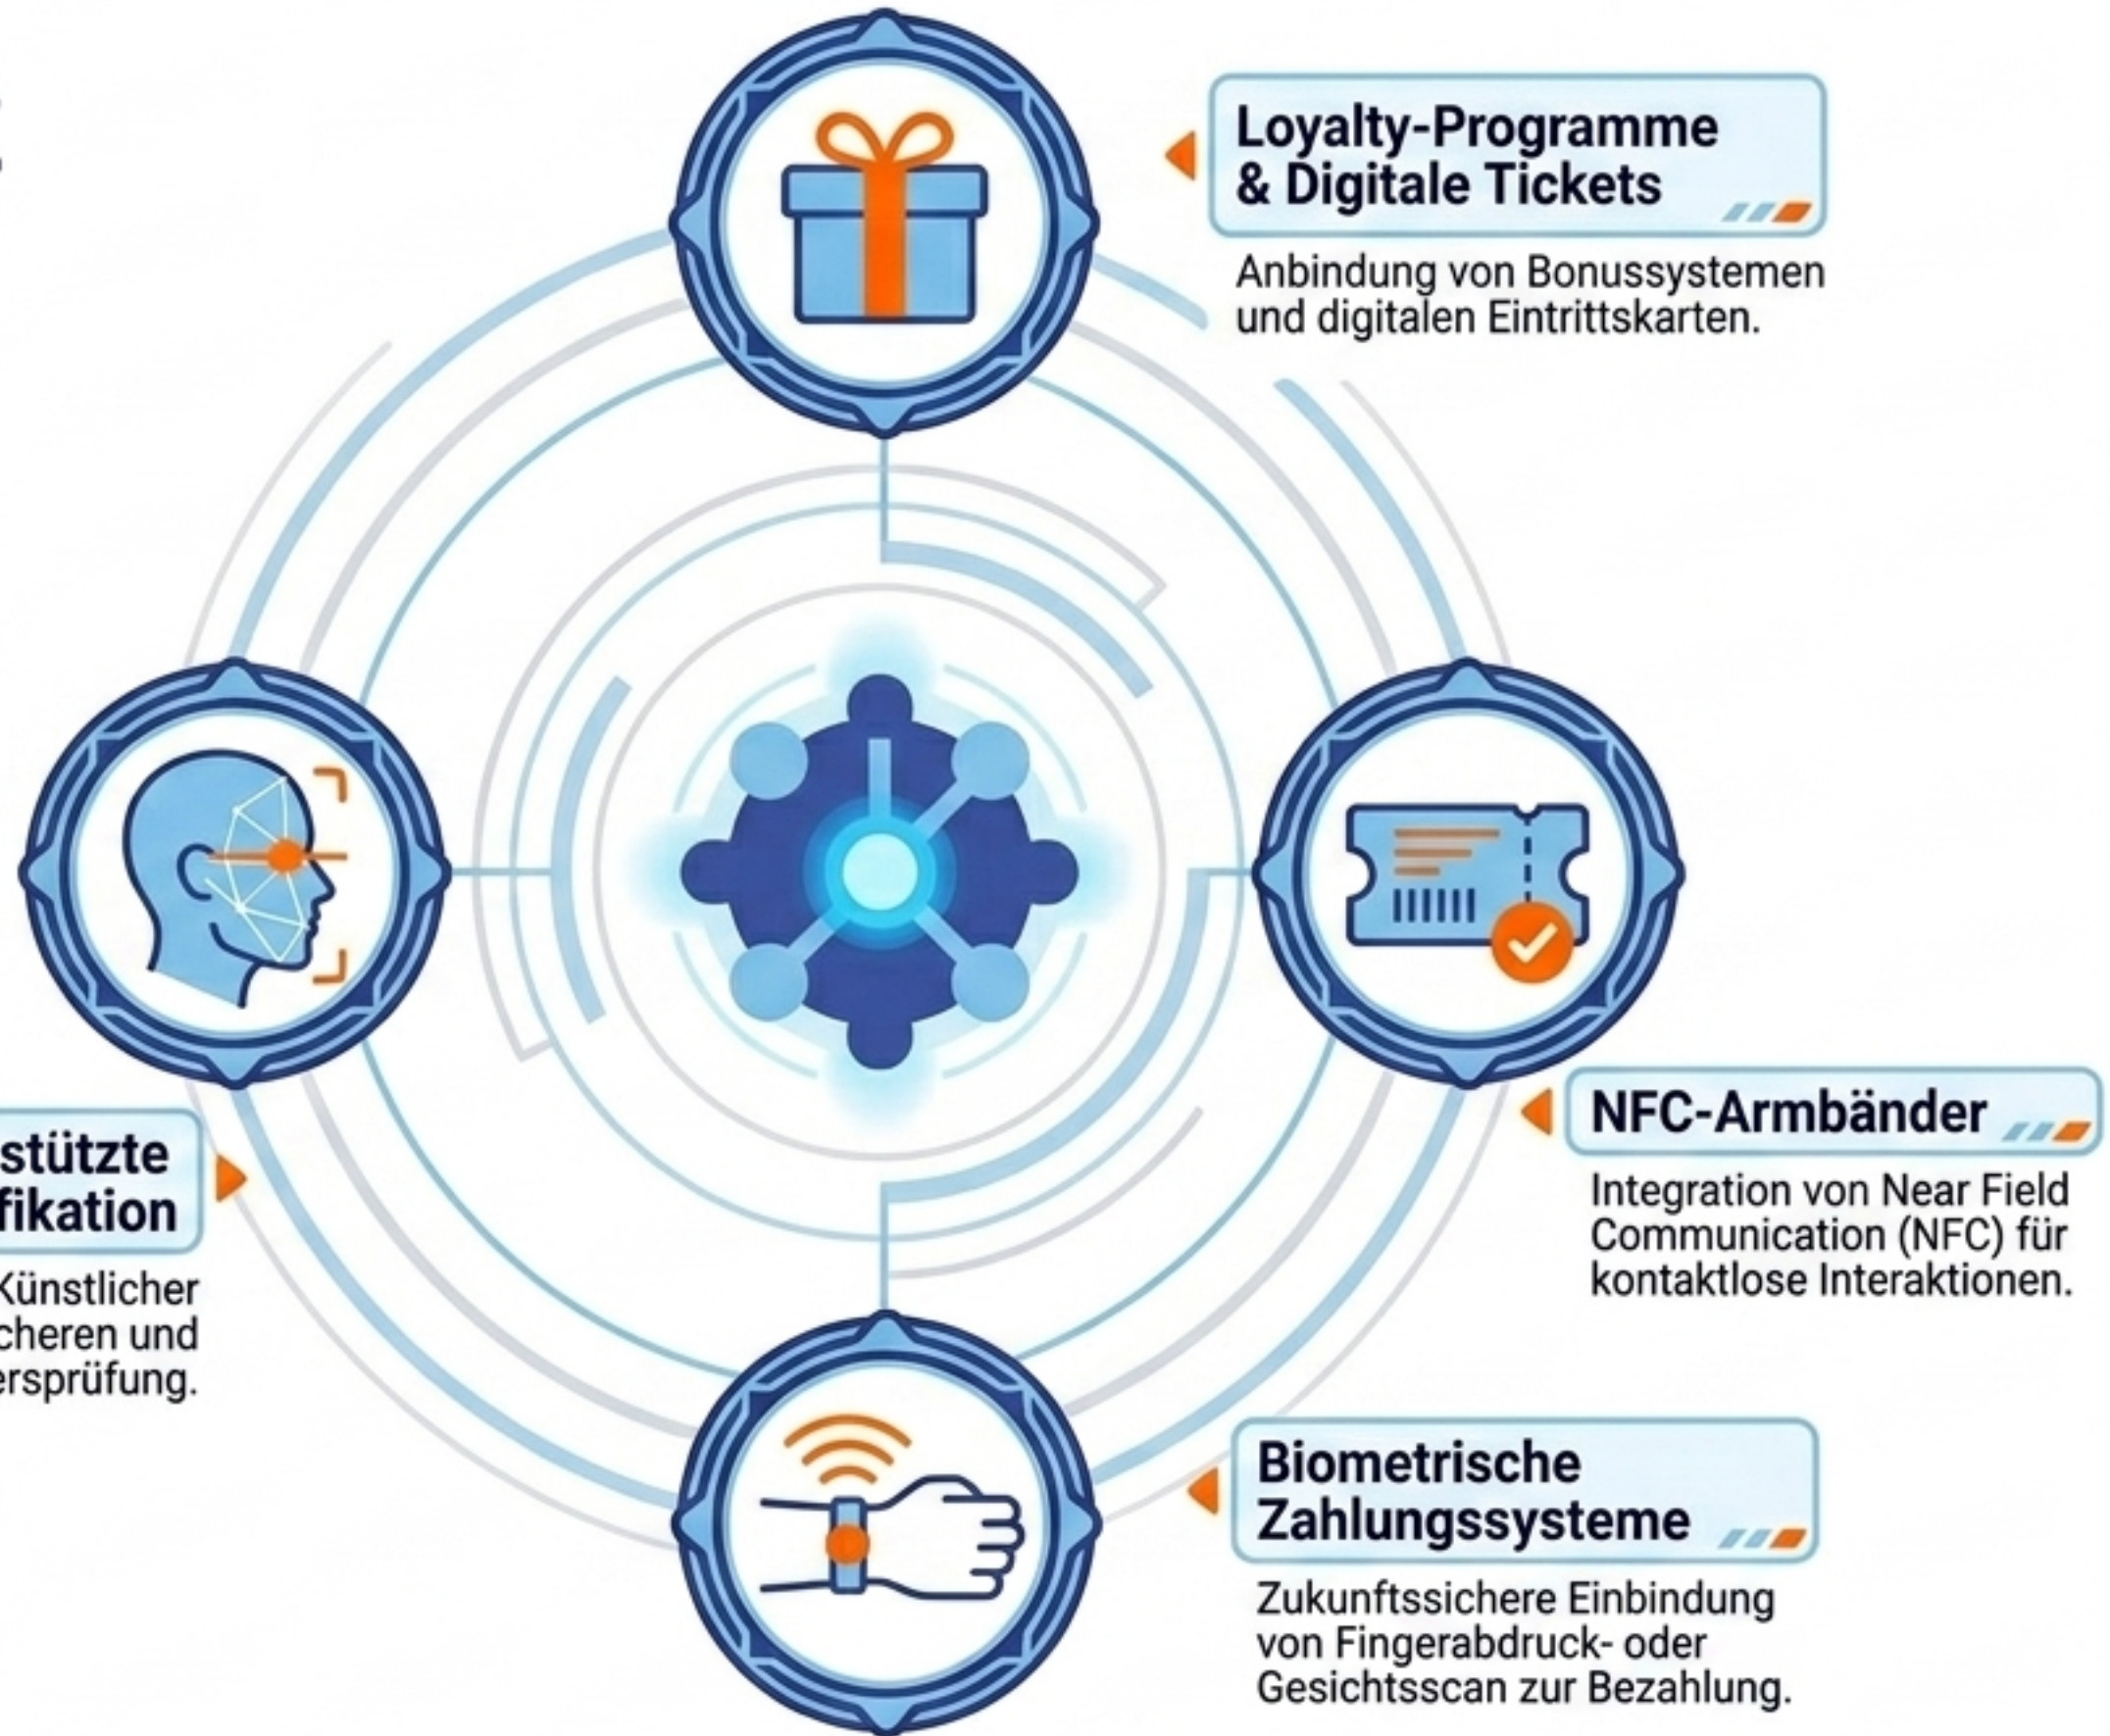 Loyalty-Programme
& Digitale Tickets
Anbindung von Bonussystemen
und digitalen Eintrittskarten.
NFC-Armbänder
Integration von Near Field
Communication (NFC) für
kontaktlose Interaktionen.
stützte
fikation
Künstlicher
cheren und
ersprüfung.
Biometrische
Zahlungssysteme
Zukunftssichere Einbindung
von Fingerabdruck- oder
Gesichtsscan zur Bezahlung.